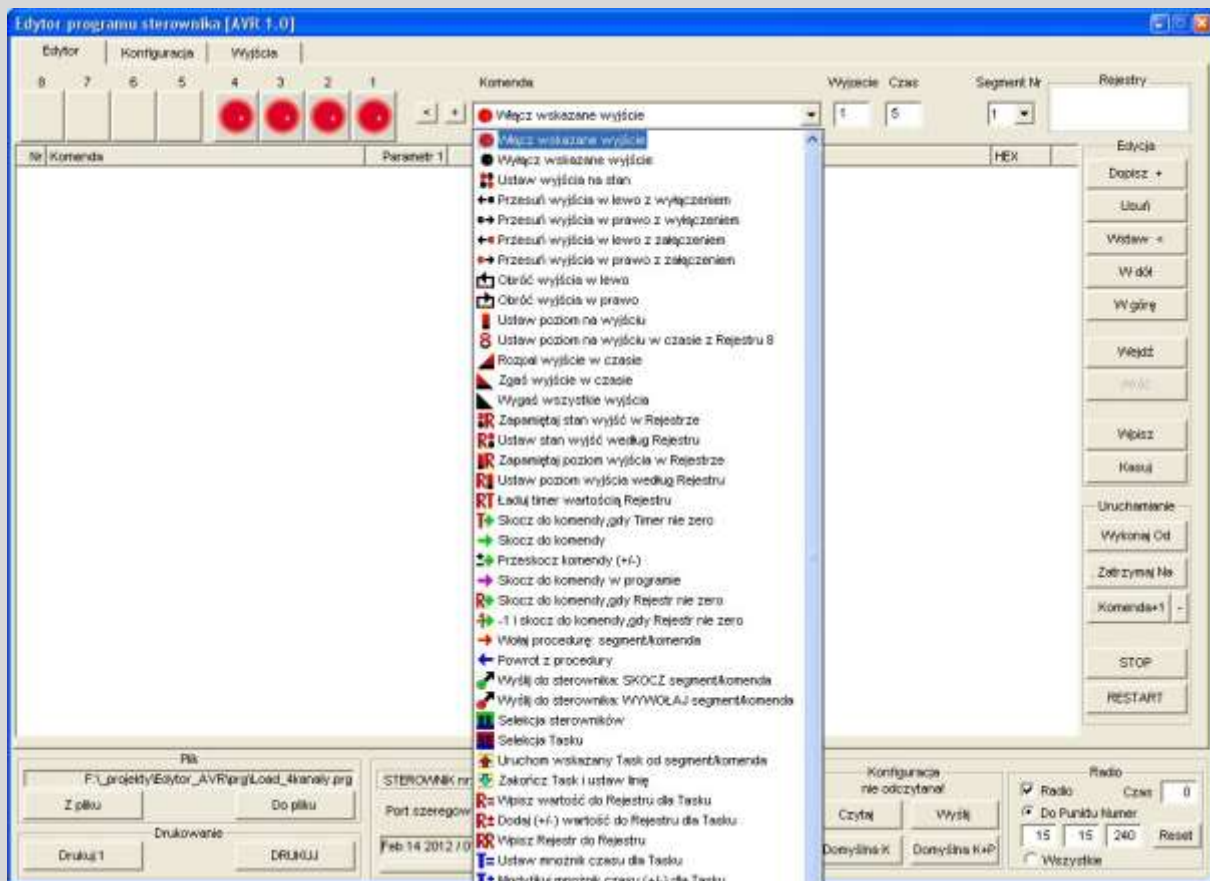 Edytor programu sterownika [AVR 1.0]
Edytor Konfiguracja Wyjścia
8 7 6 5 4 3 2 1
Komenda
Wyjście Czas Segment Nr Rejestry
< + Włącz wskazane wyjście 1 5 1
Nr Komenda Parametr 1 HEX
Włącz wskazane wyjście
Wyłącz wskazane wyjście
Ustaw wyjścia na stan
Przesuń wyjścia w lewo z wyłączeniem
Przesuń wyjścia w prawo z wyłączeniem
Przesuń wyjścia w lewo z załączeniem
Przesuń wyjścia w prawo z załączeniem
Obróć wyjścia w lewo
Obróć wyjścia w prawo
Ustaw poziom na wyjściu
8 Ustaw poziom na wyjściu w czasie z Rejestru 8
Rozpal wyjście w czasie
Zgaś wyjście w czasie
Wygaś wszystkie wyjścia
R Zapamiętaj stan wyjść w Rejestrze
R Ustaw stan wyjść według Rejestru
R Zapamiętaj poziom wyjścia w Rejestrze
R Ustaw poziom wyjścia według Rejestru
RT Ładuj timer wartością Rejestru
T Skocz do komendy,gdy Timer nie zero
Skocz do komendy
Przeskocz komendy (+/-)
Skocz do komendy w programie
R Skocz do komendy,gdy Rejestr nie zero
-1 i skocz do komendy,gdy Rejestr nie zero
Wołaj procedurę: segment/komenda
Powrot z procedury
Wyślij do sterownika: SKOCZ segment/komenda
Wyślij do sterownika: WYWOŁAJ segment/komenda
Selekcja sterowników
Selekcja Tasku
Uruchom wskazany Task od segment/komenda
Zakończ Task i ustaw linię
R= Wpisz wartość do Rejestru dla Tasku
R± Dodaj (+/-) wartość do Rejestru dla Tasku
RR Wpisz Rejestr do Rejestru
T= Ustaw mnożnik czasu dla Tasku
T± Modyfikuj mnożnik czasu (+/-) dla Tasku
Edycja
Dopisz +
Usuń
Wstaw <
W dół
W górę
Wejdź
Wróć
Wpisz
Kasuj
Uruchamianie
Wykonaj Od
Zatrzymaj Na
Komenda+1 -
STOP
RESTART
Plik
F:\_projekty\Edytor_AVR\prg\Load_4kanaly.prg
Z pliku Do pliku
Drukowanie
Drukuj 1 DRUKUJ
STEROWNIK nr
Port szeregow
Feb 14 2012 / 0
Konfiguracja
nie odczytana!
Czytaj Wyślij
Domyślna K Domyślna K+P
Radio
Radio Czas 0
Do Punktu Numer
15 15 240 Reset
Wszystkie